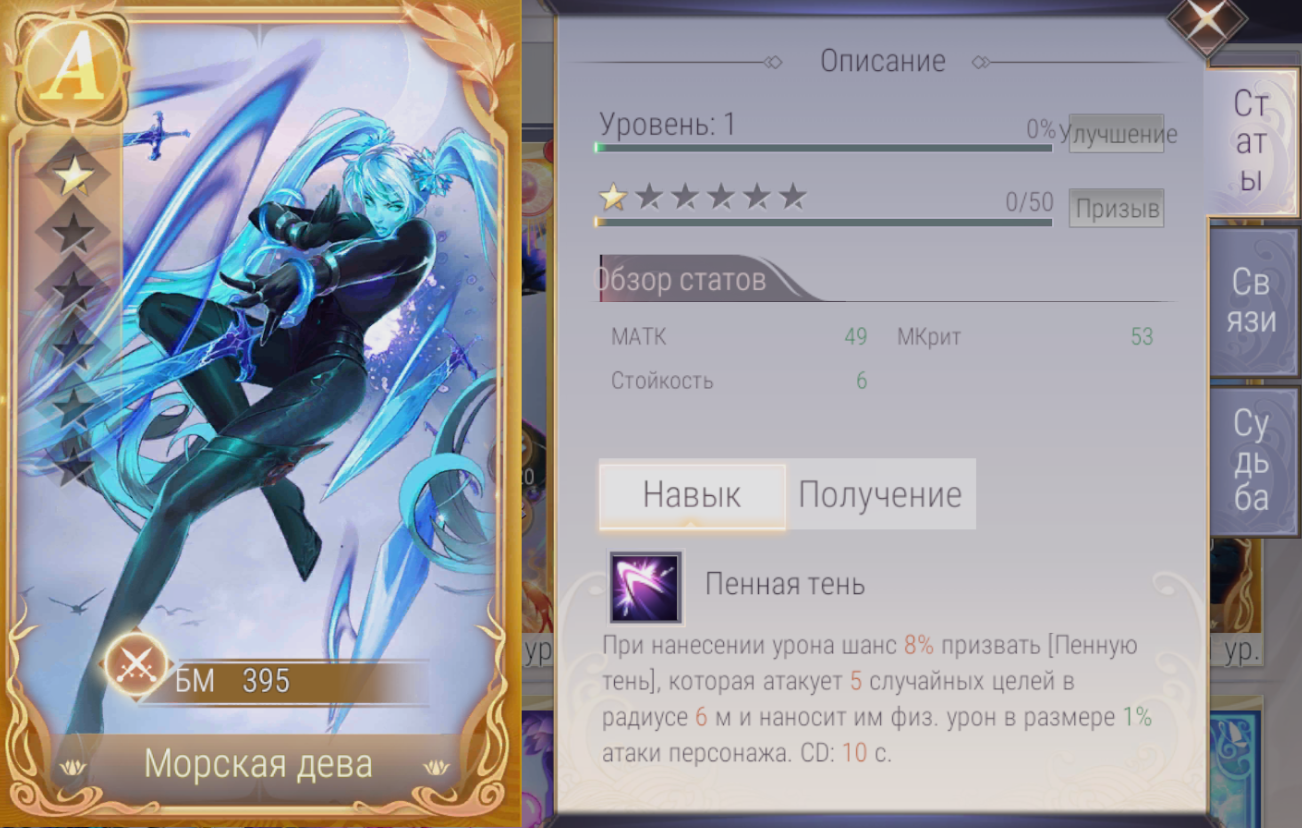 A
БМ 395
Морская дева
Описание
Уровень: 1
0%
Улучшение
0/50
Призыв
Обзор статов
МАТК 49 МКрит 53
Стойкость 6
Навык Получение
Пенная тень
При нанесении урона шанс 8% призвать [Пенную
тень], которая атакует 5 случайных целей в
радиусе 6 м и наносит им физ. урон в размере 1%
атаки персонажа. CD: 10 с.
Ст
ат
ы
Св
язи
Су
дь
ба
ур
ур.